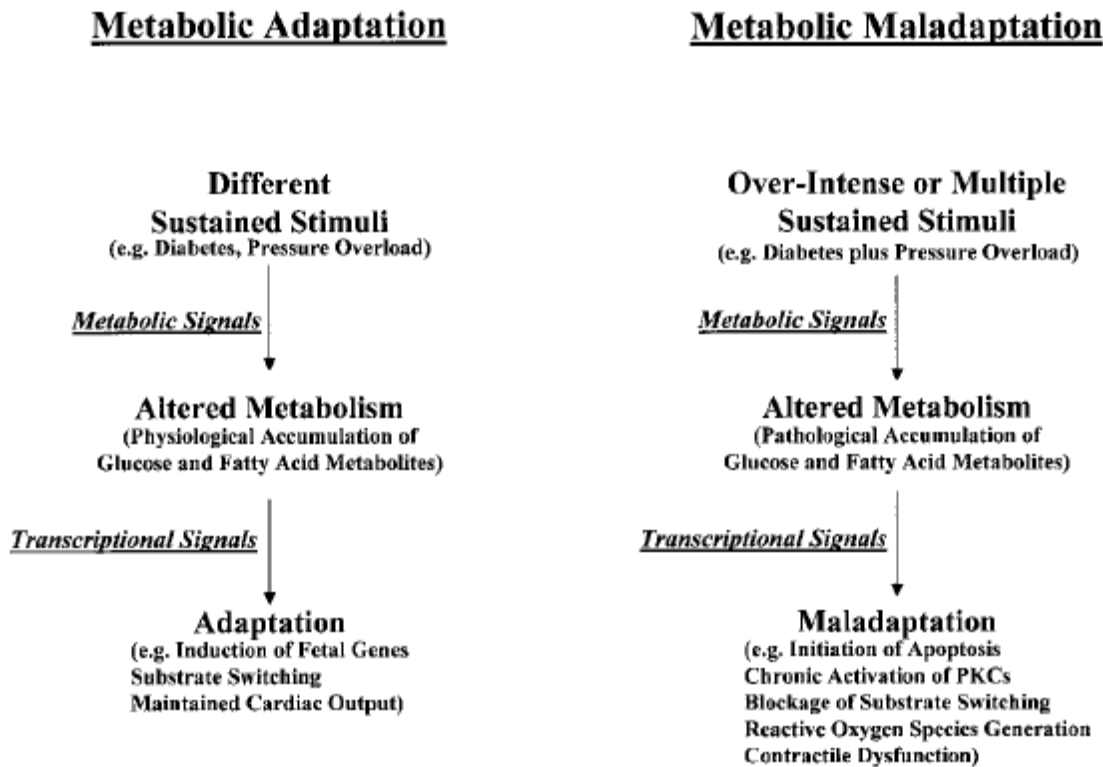 Metabolic Adaptation
Different
Sustained Stimuli
(e.g. Diabetes, Pressure Overload)
Metabolic Signals
Altered Metabolism
(Physiological Accumulation of
Glucose and Fatty Acid Metabolites)
Transcriptional Signals
Adaptation
(e.g. Induction of Fetal Genes
Substrate Switching
Maintained Cardiac Output)
Metabolic Maladaptation
Over-Intense or Multiple
Sustained Stimuli
(e.g. Diabetes plus Pressure Overload)
Metabolic Signals
Altered Metabolism
(Pathological Accumulation of
Glucose and Fatty Acid Metabolites)
Transcriptional Signals
Maladaptation
(e.g. Initiation of Apoptosis
Chronic Activation of PKCs
Blockage of Substrate Switching
Reactive Oxygen Species Generation
Contractile Dysfunction)